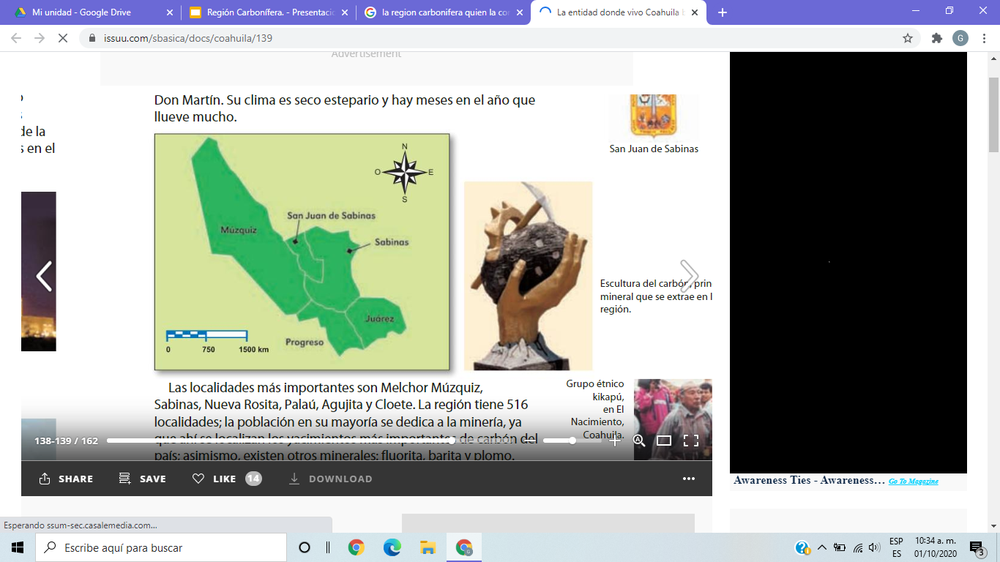 Mi unidad - Google Drive
Región Carbonífera. - Presentació
la region carbonifera quien la co
La entidad donde vivo Coahuila b
issuu.com/sbasica/docs/coahuila/139
G
Advertisement
de la
s en el
Don Martín. Su clima es seco estepario y hay meses en el año que
llueve mucho.
San Juan de Sabinas
N
O
E
S
San Juan de Sabinas
Múzquiz
Sabinas
Juárez
Progreso
0 750 1500 km
Escultura del carbón, prin
mineral que se extrae en l
región.
Las localidades más importantes son Melchor Múzquiz,
Sabinas, Nueva Rosita, Palaú, Agujita y Cloete. La región tiene 516
localidades; la población en su mayoría se dedica a la minería, ya
que ahí se localizan los yacimientos más importantes de carbón del
país; asimismo, existen otros minerales: fluorita, barita y plomo.
Grupo étnico
kikapú,
en El
Nacimiento,
Coahuila.
138-139 / 162
SHARE
SAVE
LIKE 14
DOWNLOAD
Awareness Ties - Awareness... Go To Magazine
Esperando ssum-sec.casalemedia.com...
Escribe aquí para buscar
G
ESP
ES
10:34 a. m.
01/10/2020
3